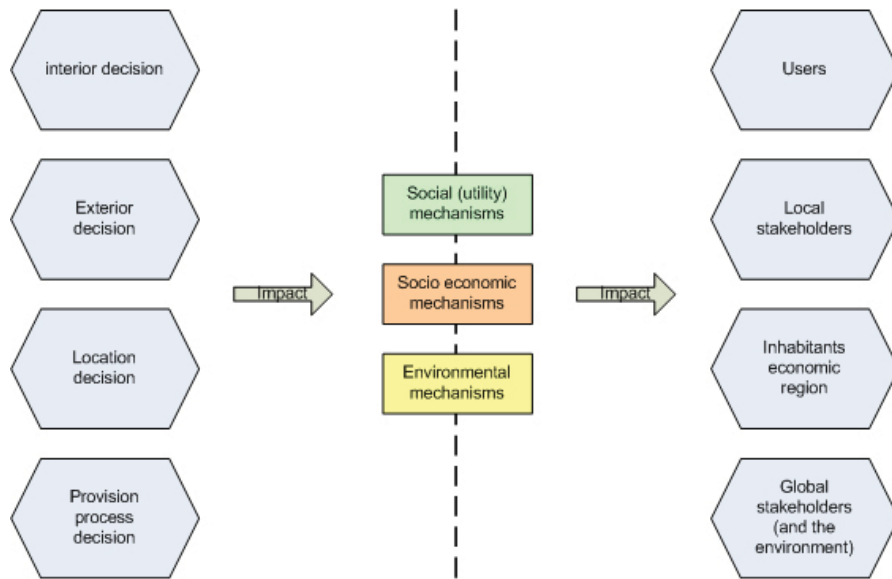 interior decision
Exterior
decision
Location
decision
Provision
process
decision
Impact
Social (utility)
mechanisms
Socio economic
mechanisms
Environmental
mechanisms
Impact
Users
Local
stakeholders
Inhabitants
economic
region
Global
stakeholders
(and the
environment)